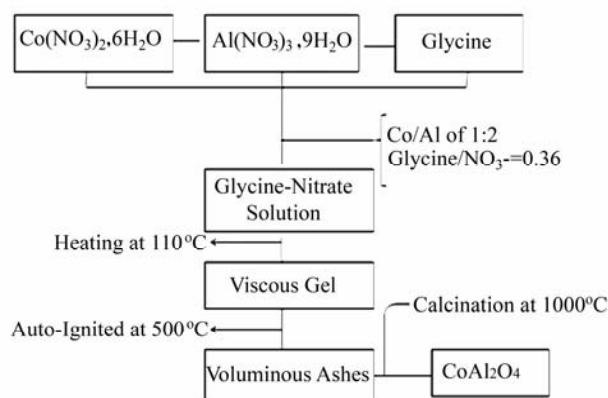 Co(NO3)2,6H2O
Al(NO3)3,9H2O
Glycine
Co/Al of 1:2
Glycine/NO3-=0.36
Glycine-Nitrate
Solution
Heating at 110°C
Viscous Gel
Calcination at 1000°C
Auto-Ignited at 500°C
Voluminous Ashes
CoAl2O4